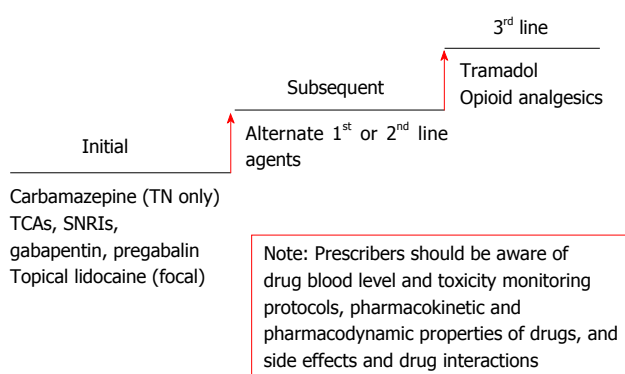 Initial
Carbamazepine (TN only)
TCAs, SNRIs,
gabapentin, pregabalin
Topical lidocaine (focal)
Subsequent
Alternate 1st or 2nd line
agents
3rd line
Tramadol
Opioid analgesics
Note: Prescribers should be aware of
drug blood level and toxicity monitoring
protocols, pharmacokinetic and
pharmacodynamic properties of drugs, and
side effects and drug interactions